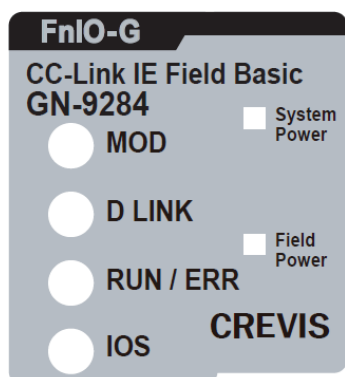 FnIO-G
CC-Link IE Field Basic
GN-9284
System
Power
MOD
D LINK
Field
Power
RUN / ERR
CREVIS
IOS